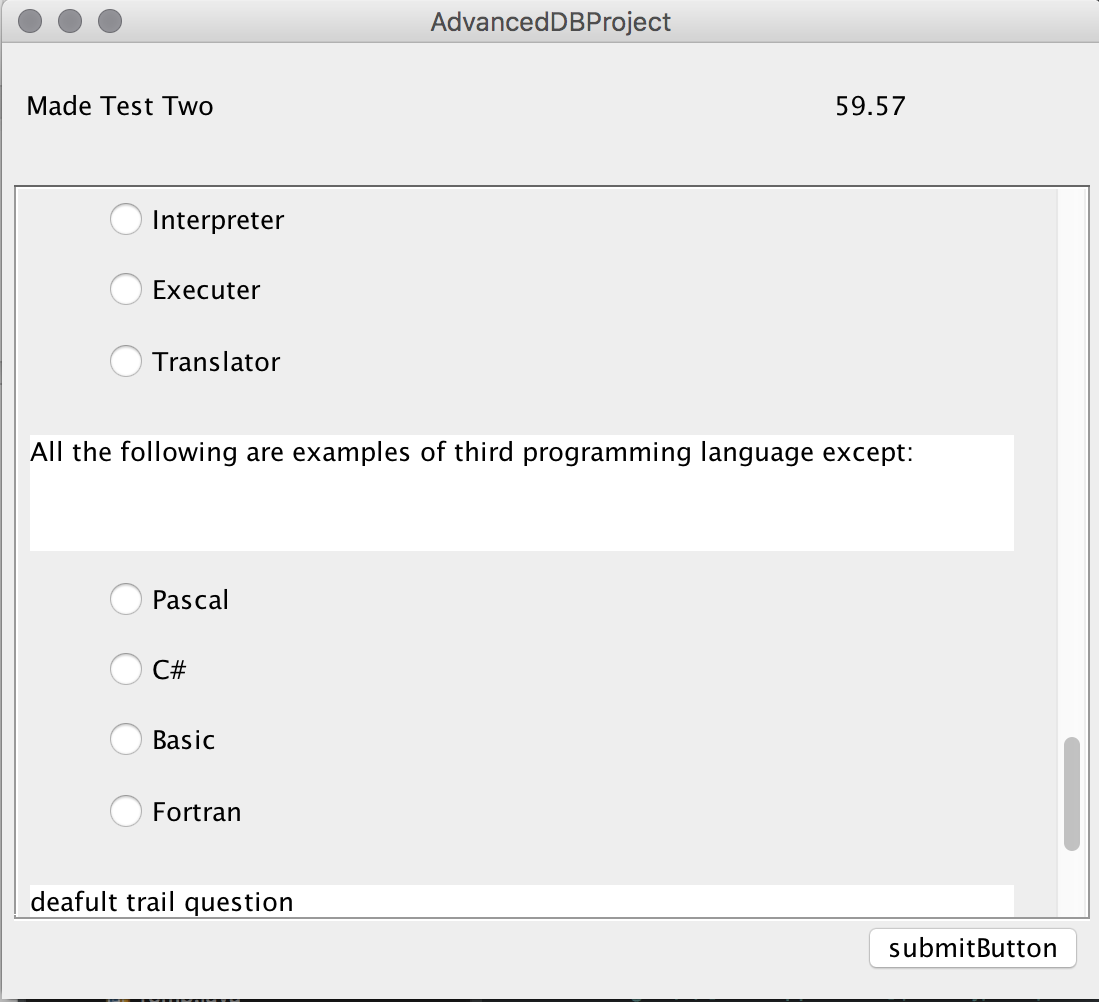 AdvancedDBProject
Made Test Two
59.57
Interpreter
Executer
Translator
All the following are examples of third programming language except:
Pascal
C#
Basic
Fortran
deafult trail question
submitButton